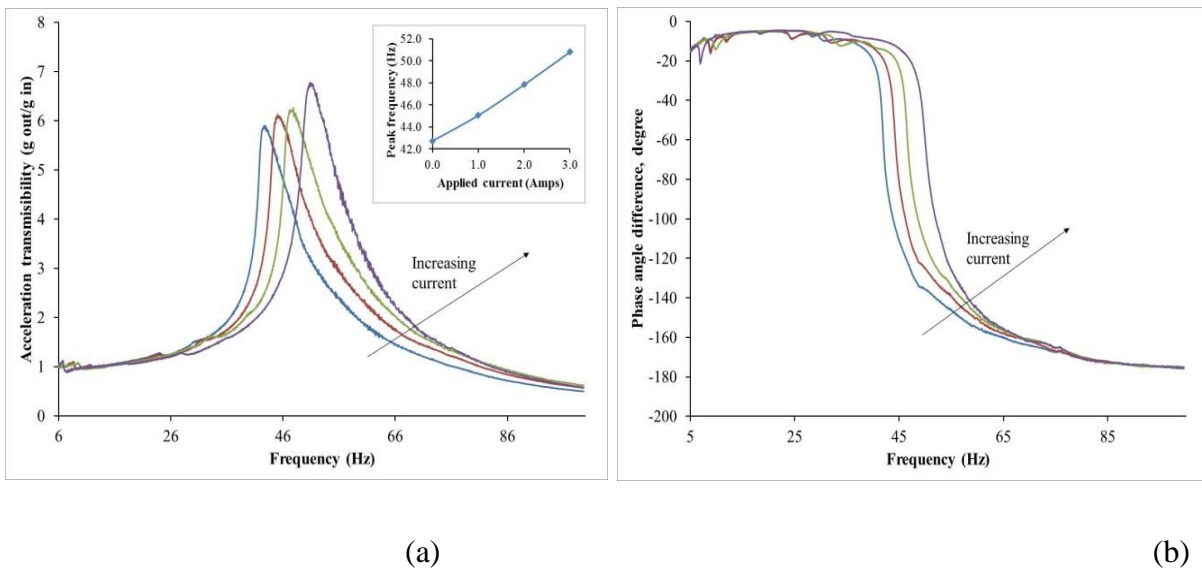 8
7
6
5
4
3
2
1
0
Acceleration transmisibility (g out/g in)
6 26 46 66 86
Frequency (Hz)
52.0
50.0
48.0
46.0
44.0
42.0
Peak frequency (Hz)
0.0 1.0 2.0 3.0
Applied current (Amps)
Increasing
current
(a)
0
-20
-40
-60
-80
-100
-120
-140
-160
-180
-200
Phase angle difference, degree
5 25 45 65 85
Frequency (Hz)
Increasing
current
(b)